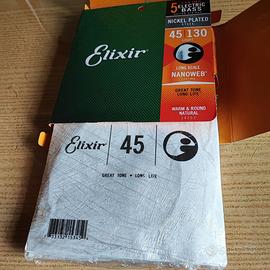 5 ELECTRIC
BASS
NICKEL PLATED
STEEL
45 130
Elixir
LONG SCALE
NANOWEB
GREAT TONE
LONG LIFE
WARM & ROUND
NATURAL
Elixir 45
GREAT TONE • LONG LIFE